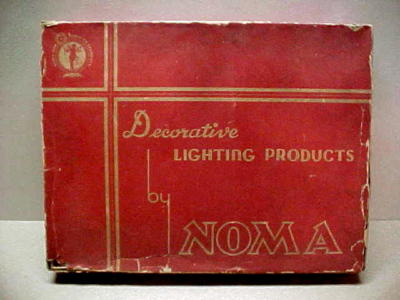 Decorative
LIGHTING PRODUCTS
by
NOMA